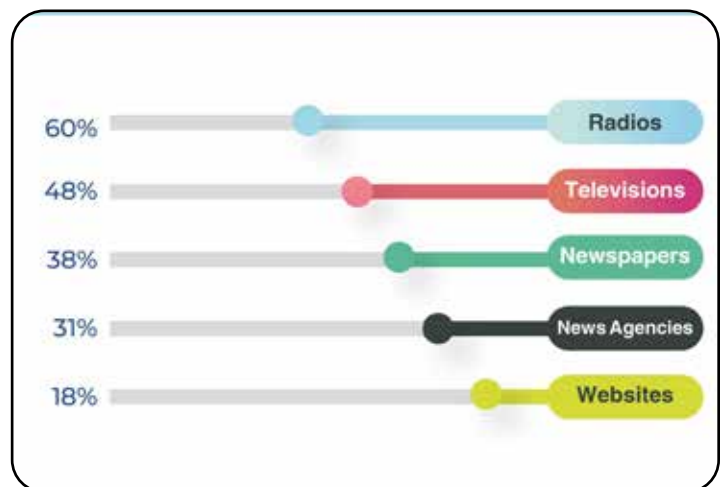 60% Radios
48% Televisions
38% Newspapers
31% News Agencies
18% Websites